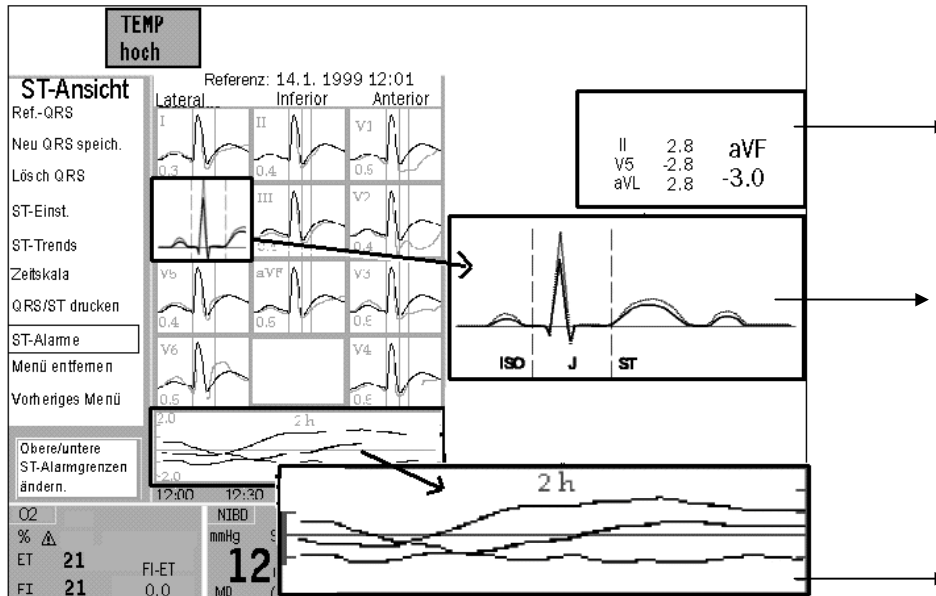 TEMP
hoch
ST-Ansicht
Ref.-QRS
Neu QRS speich.
Lösch QRS
ST-Einst.
ST-Trends
Zeitskala
QRS/ST drucken
ST-Alarme
Menü entfernen
Vorheriges Menü
Obere/untere
ST-Alarmgrenzen
ändern.
Referenz: 14.1. 1999 12:01
Lateral Inferior Anterior
I II V1
0.3 0.4 0.5
III V2
0.4
V5 aVF V3
0.4 0.5
V6 V4
0.5
2.0 2 h
-2.0
12:00 12:30
II 2.8 aVF
V5 -2.8 -3.0
aVL 2.8
ISO J ST
2 h
O2
%
ET 21
FI-ET
FI 21 0.0
NIBD
mmHg
12